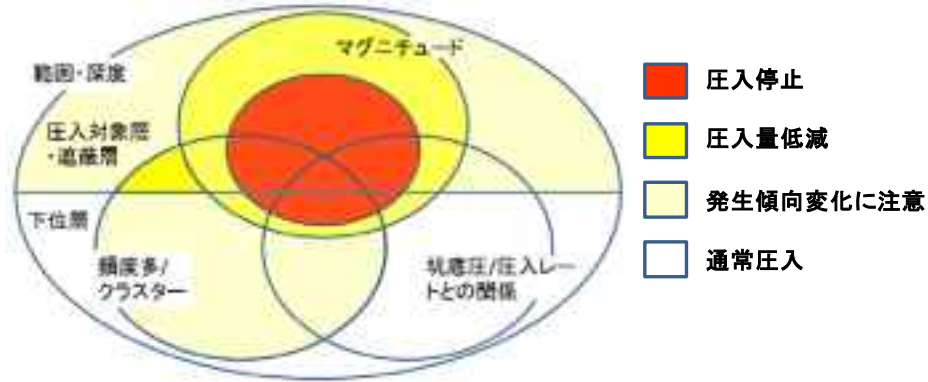 マグニチュード
範囲・深度
圧入対象層
・遮蔽層
下位層
頻度多/
クラスター
坑底圧/圧入レー
トとの関係
圧入停止
圧入量低減
発生傾向変化に注意
通常圧入